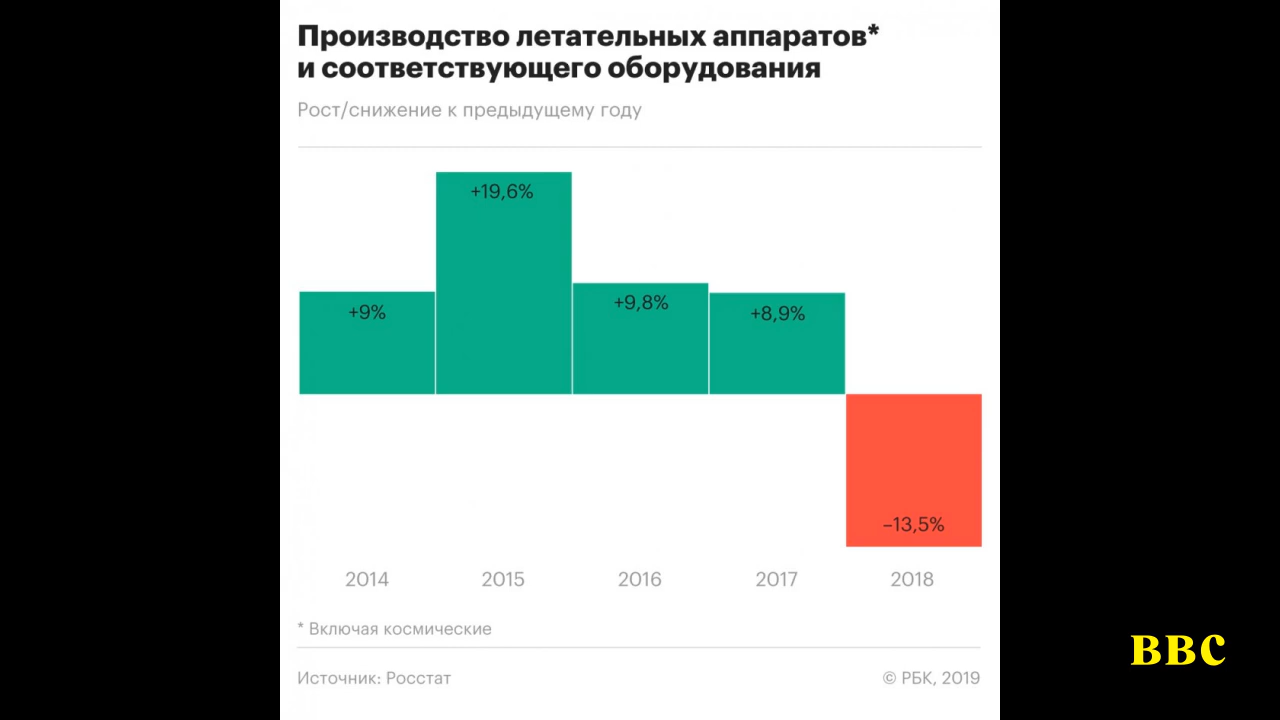 Производство летательных аппаратов*
и соответствующего оборудования
Рост/снижение к предыдущему году
+19,6%
+9%
+9,8%
+8,9%
–13,5%
2014 2015 2016 2017 2018
* Включая космические
Источник: Росстат © РБК, 2019
BBC